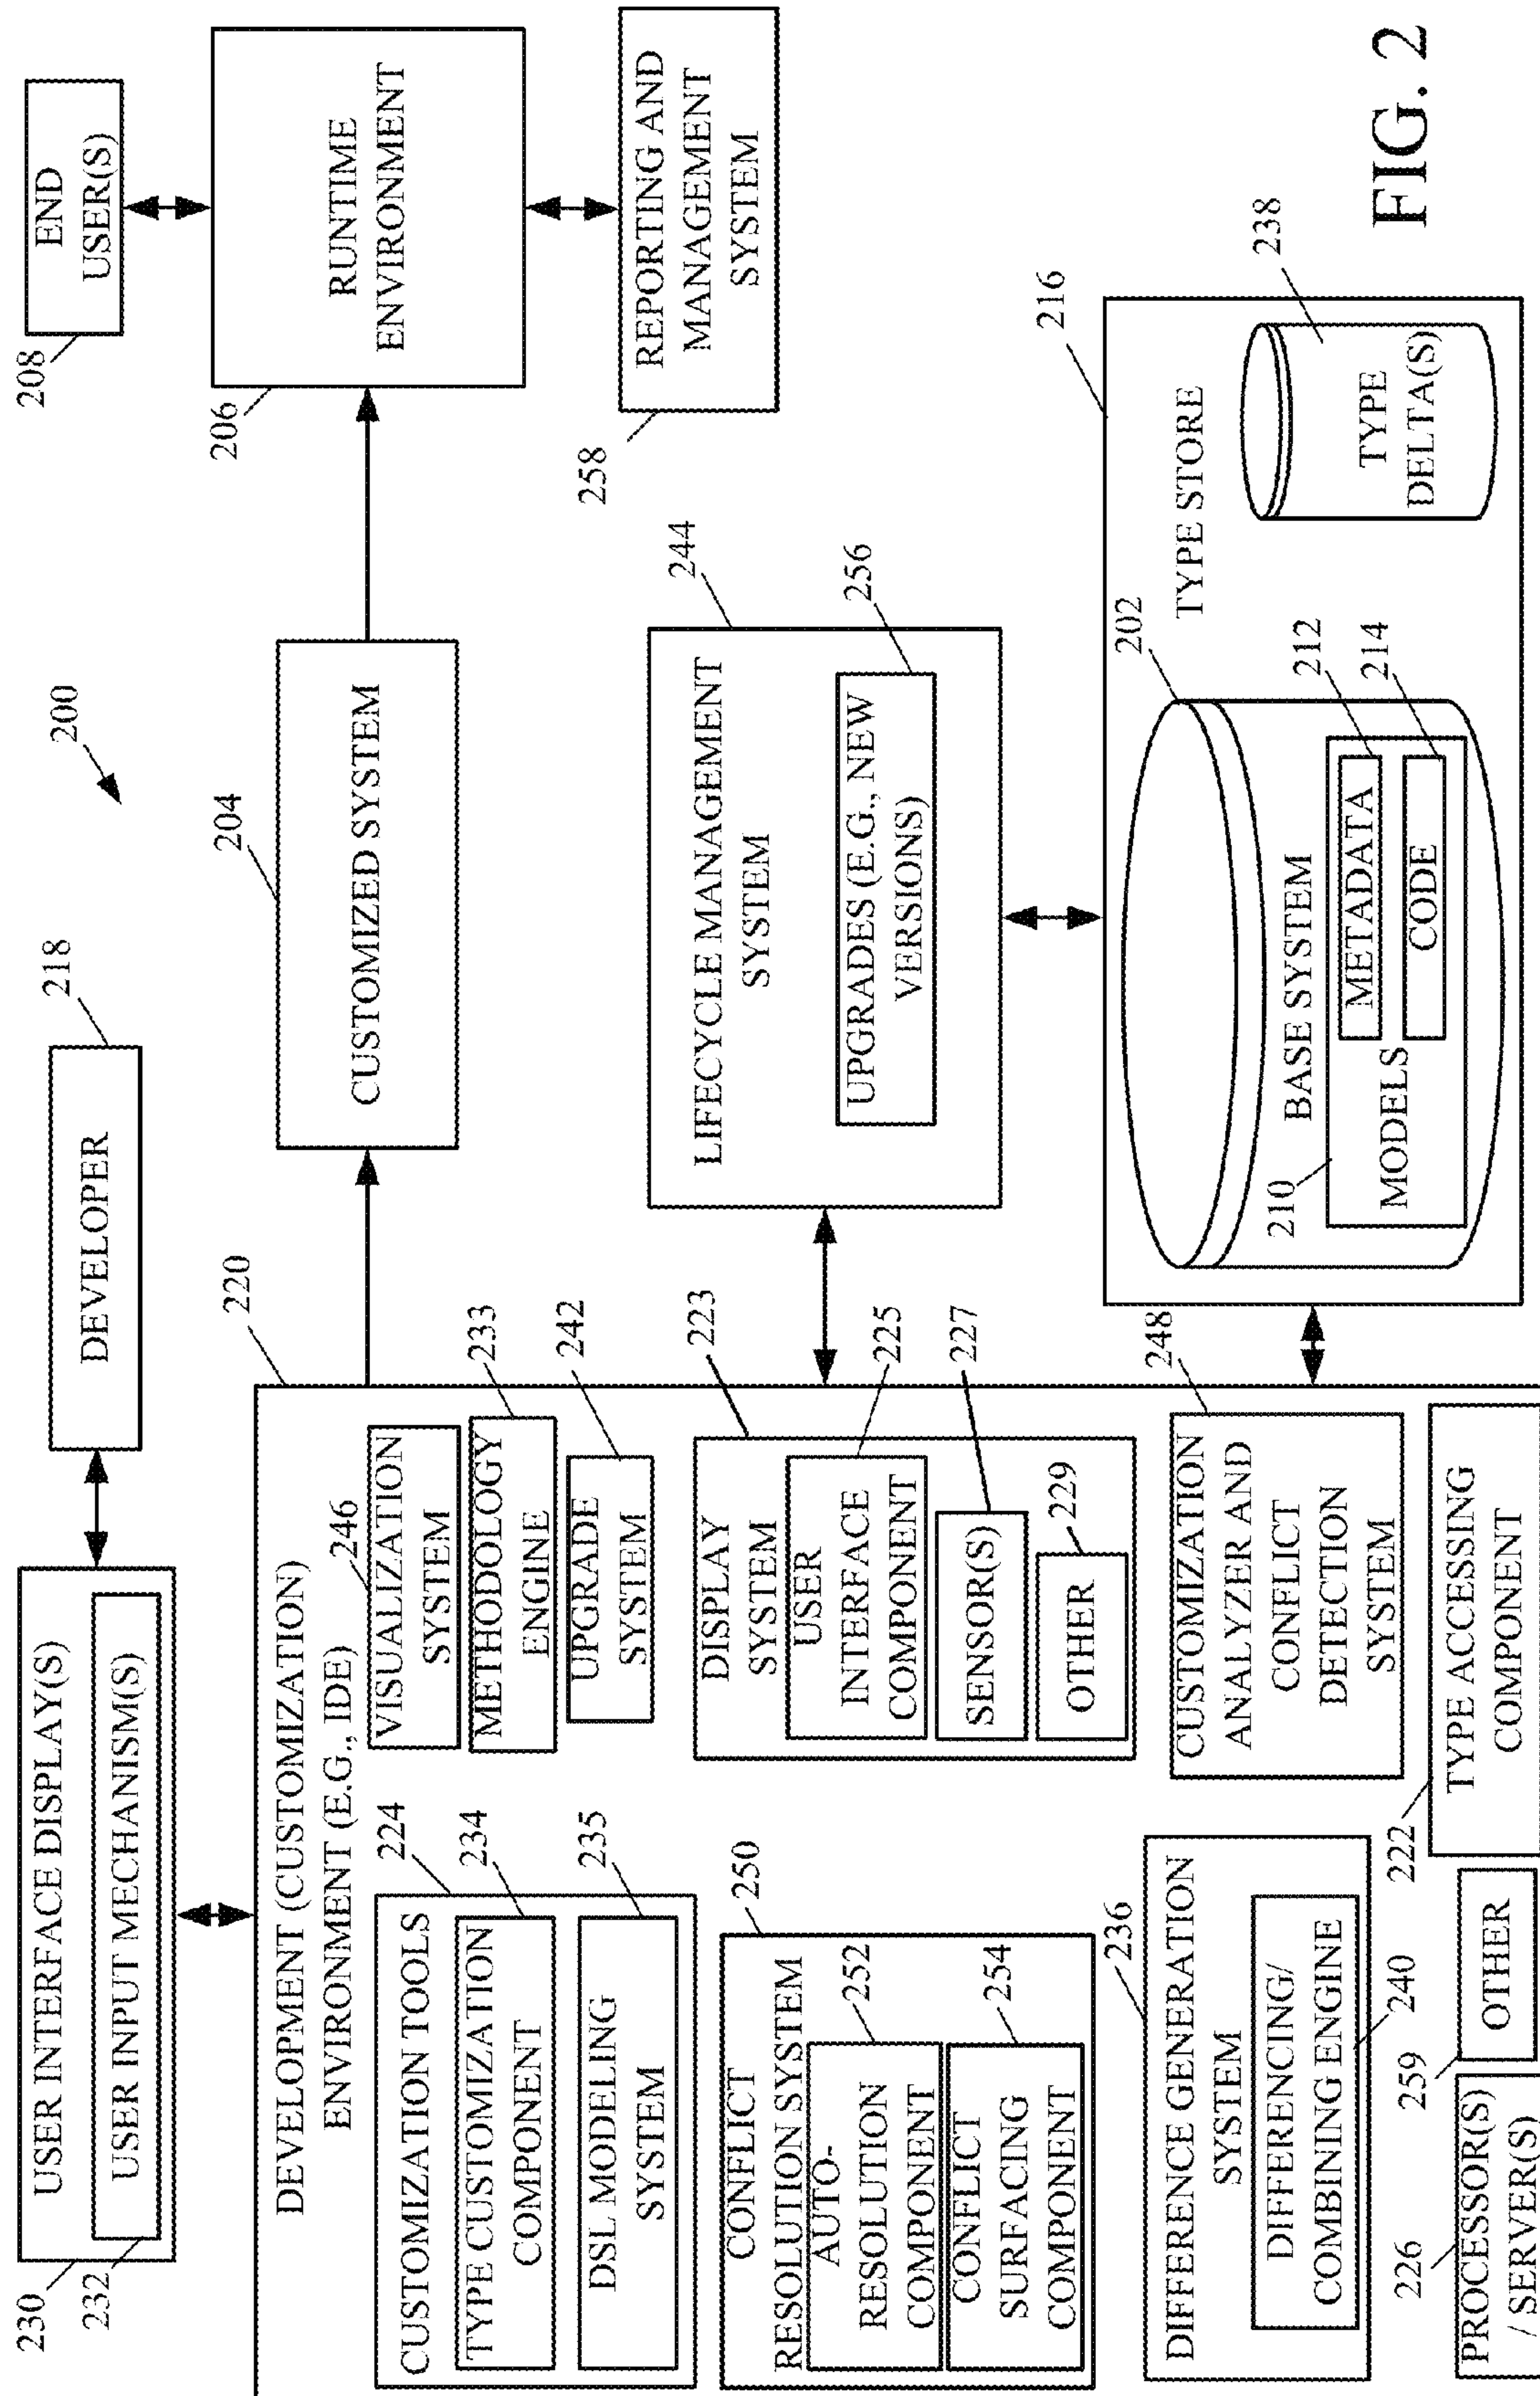 200
USER INTERFACE DISPLAY(S)
USER INPUT MECHANISM(S)
230
232
DEVELOPER
218
END
USER(S)
208
DEVELOPMENT (CUSTOMIZATION)
ENVIRONMENT (E.G., IDE)
220
CUSTOMIZED SYSTEM
204
RUNTIME
ENVIRONMENT
206
REPORTING AND
MANAGEMENT
SYSTEM
258
CUSTOMIZATION TOOLS
224
TYPE CUSTOMIZATION
COMPONENT
234
DSL MODELING
SYSTEM
235
246
VISUALIZATION
SYSTEM
METHODOLOGY
ENGINE
233
UPGRADE
SYSTEM
242
CONFLICT
RESOLUTION SYSTEM
250
AUTO-
RESOLUTION
COMPONENT
252
CONFLICT
SURFACING
COMPONENT
254
DISPLAY
SYSTEM
223
USER
INTERFACE
COMPONENT
225
SENSOR(S)
227
OTHER
229
LIFECYCLE MANAGEMENT
SYSTEM
244
UPGRADES (E.G., NEW
VERSIONS)
256
236
DIFFERENCE GENERATION
SYSTEM
DIFFERENCING/
COMBINING ENGINE
240
CUSTOMIZATION
ANALYZER AND
CONFLICT
DETECTION
SYSTEM
248
TYPE ACCESSING
COMPONENT
222
226
PROCESSOR(S)
/ SERVER(S)
259
OTHER
216
TYPE STORE
202
BASE SYSTEM
210
MODELS
METADATA
212
CODE
214
TYPE
DELTA(S)
238
FIG. 2